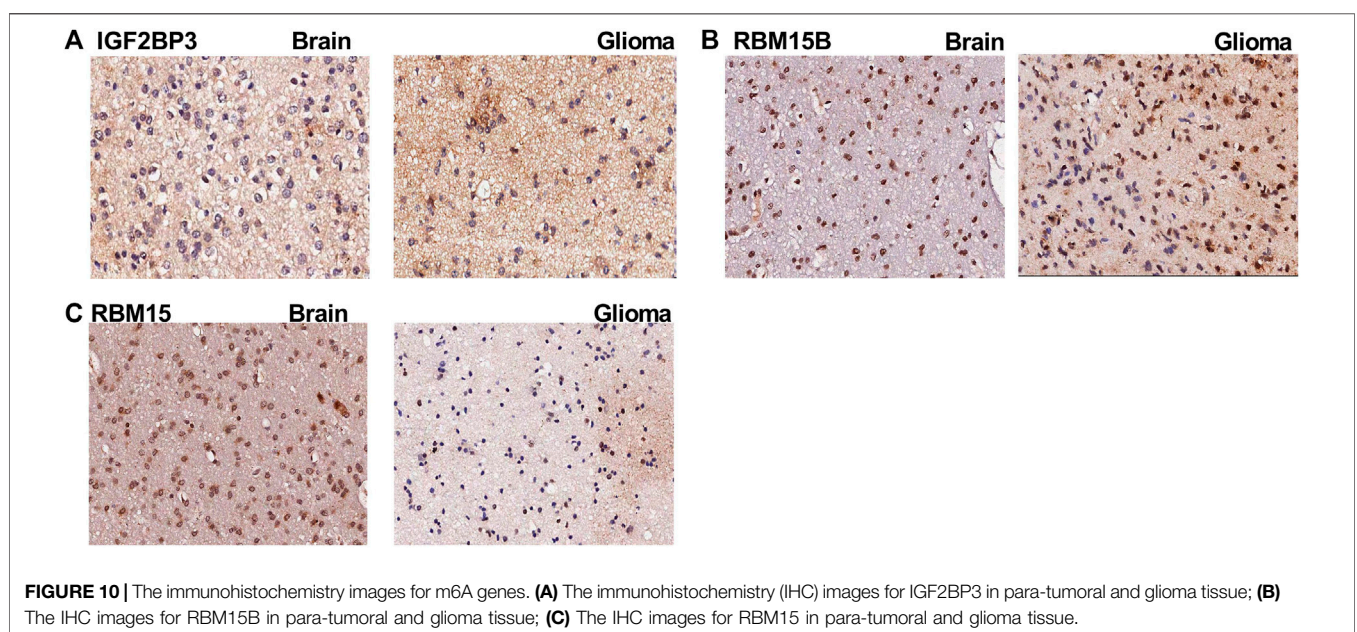 A IGF2BP3 Brain Glioma B RBM15B Brain Glioma
C RBM15 Brain Glioma
FIGURE 10 | The immunohistochemistry images for m6A genes. (A) The immunohistochemistry (IHC) images for IGF2BP3 in para-tumoral and glioma tissue; (B)
The IHC images for RBM15B in para-tumoral and glioma tissue; (C) The IHC images for RBM15 in para-tumoral and glioma tissue.